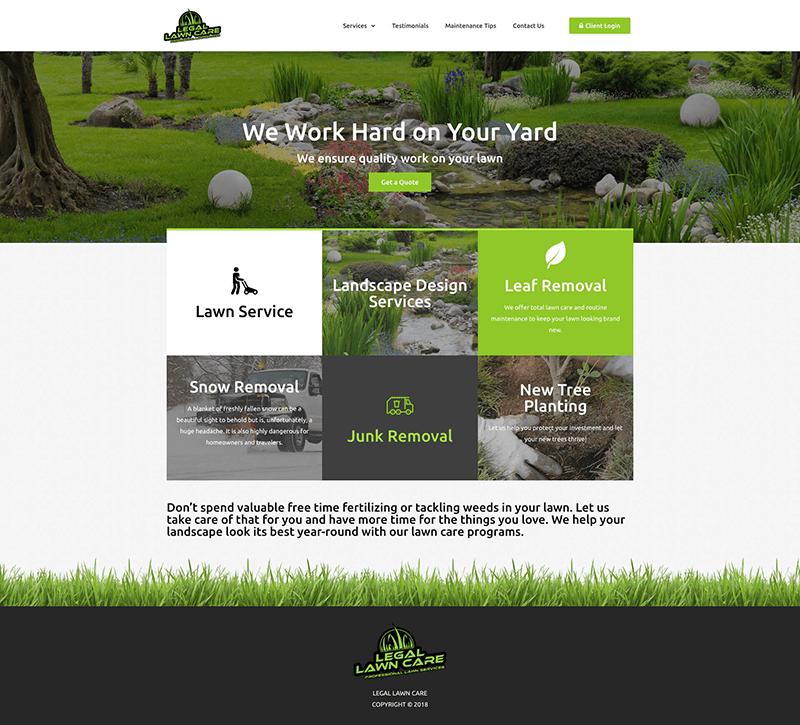 LEGAL
LAWN CARE
Services
Testimonials
Maintenance Tips
Contact Us
Client Login
We Work Hard on Your Yard
We ensure quality work on your lawn
Get a Quote
Lawn Service
Landscape Design
Services
Leaf Removal
We offer total lawn care and routine
maintenance to keep your lawn looking brand
new.
Snow Removal
A blanket of freshly fallen snow can be a
beautiful sight to behold but is, unfortunately, a
huge headache. It is also highly dangerous for
homeowners and travelers.
Junk Removal
New Tree
Planting
Let us help you protect your investment and let
your new trees thrive!
Don't spend valuable free time fertilizing or tackling weeds in your lawn. Let us
take care of that for you and have more time for the things you love. We help your
landscape look its best year-round with our lawn care programs.
LEGAL
LAWN CARE
PROFESSIONAL LAWN SERVICES
LEGAL LAWN CARE
COPYRIGHT © 2018